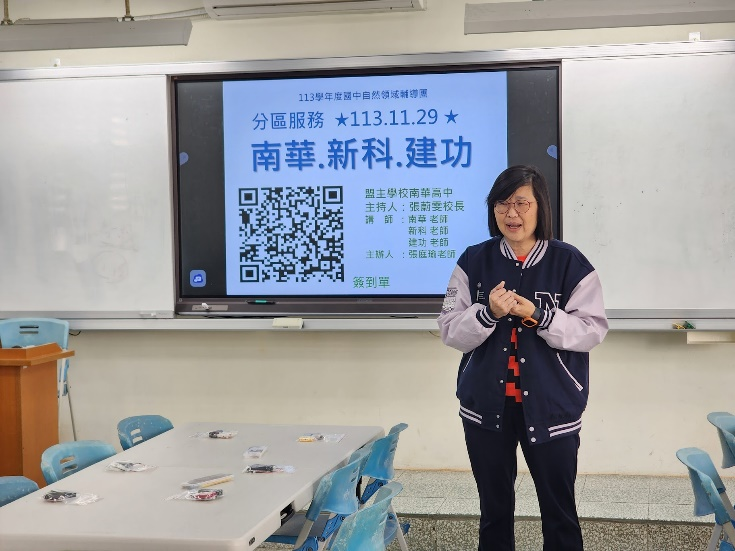 113學年度國中自然領域輔導團
分區服務 ★113.11.29★
南華.新科.建功
盟主學校南華高中
主持人：張蔚雯校長
講 師：南華老師
新科老師
建功老師
主辦人：張庭瑜老師
簽到單
N